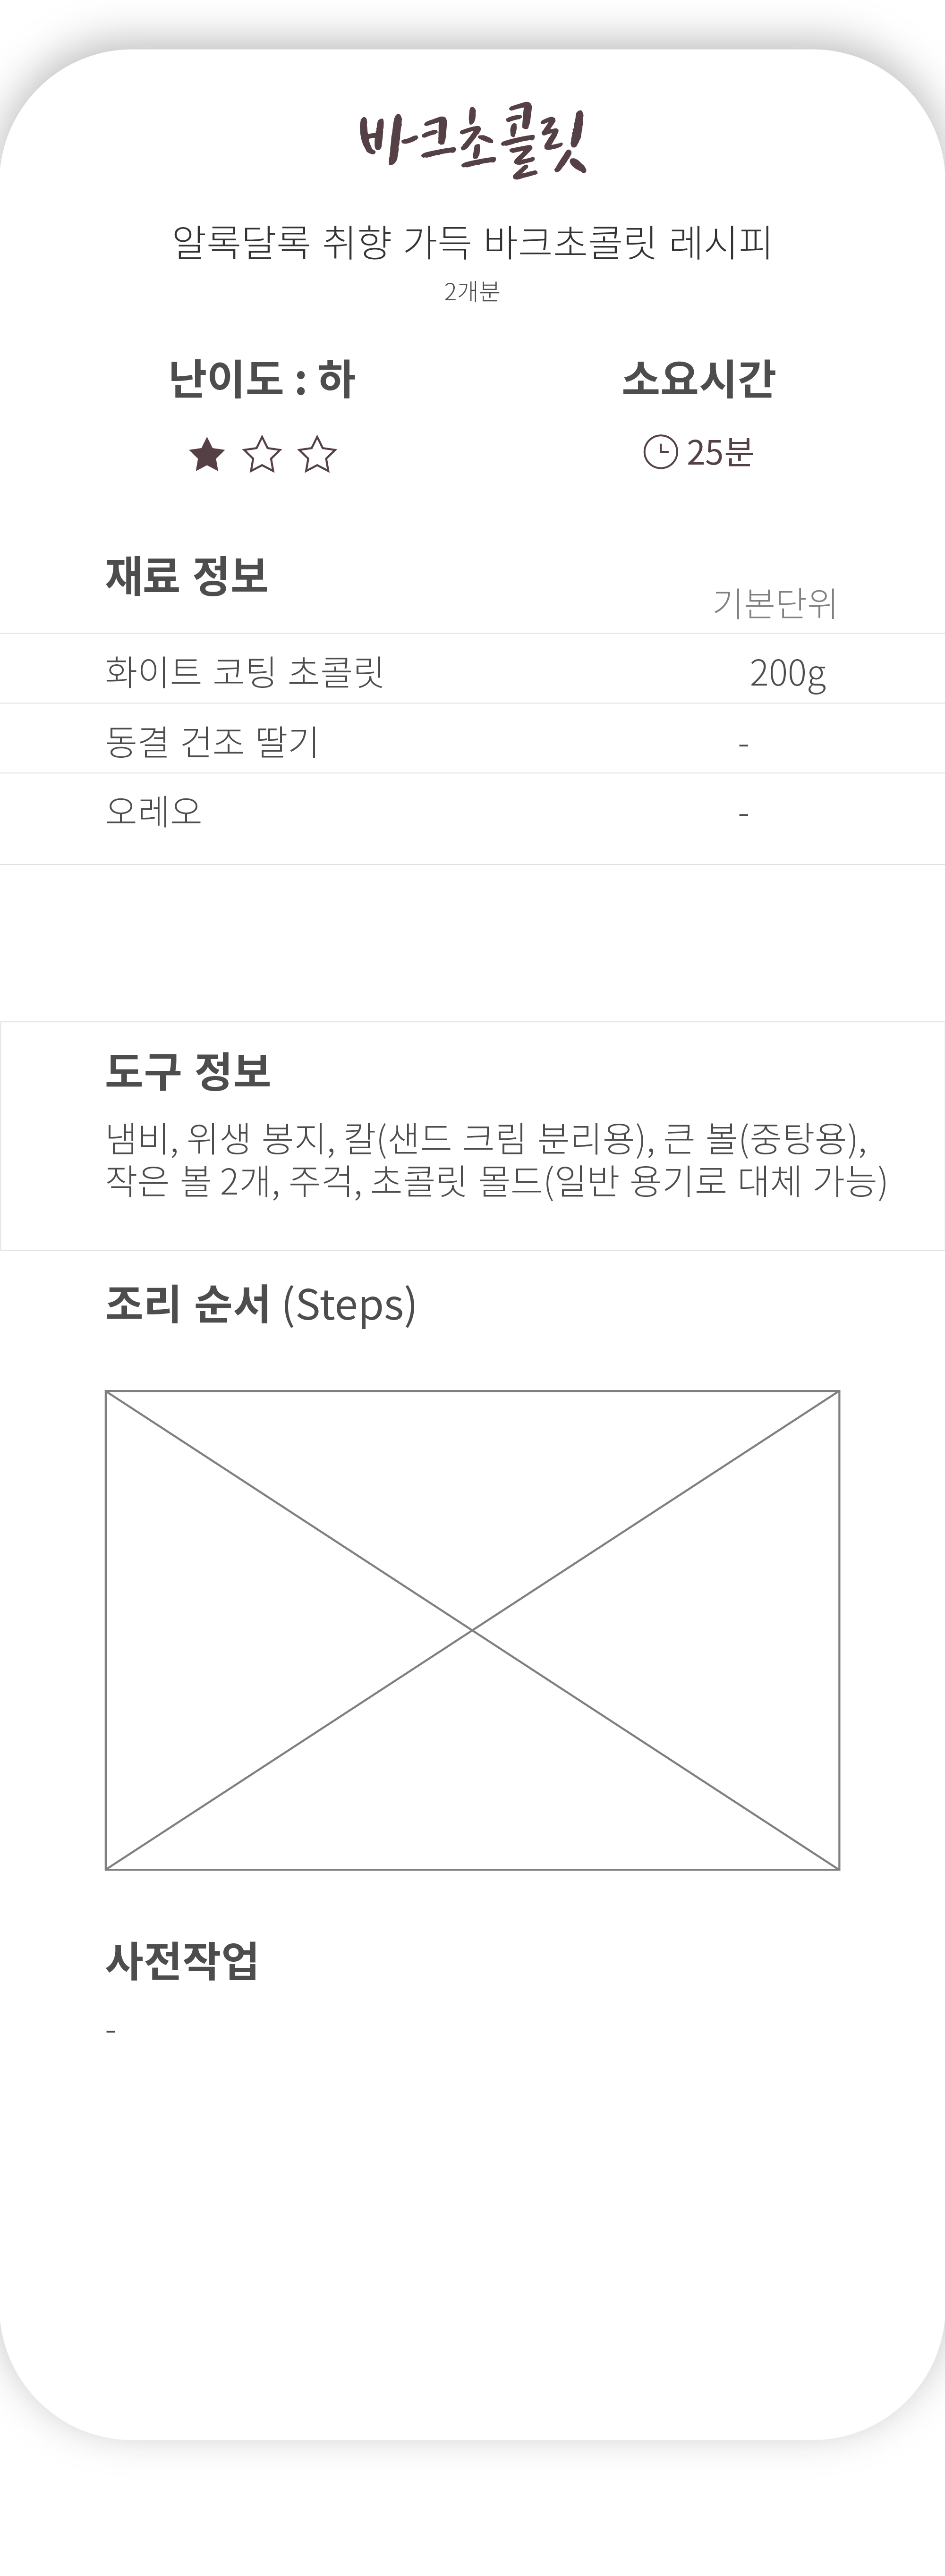 바크초콜릿
알록달록 취향 가득 바크초콜릿 레시피
2개분
난이도 : 하
소요시간
25분
재료 정보
기본단위
화이트 코팅 초콜릿 200g
동결 건조 딸기 -
오레오 -
도구 정보
냄비, 위생 봉지, 칼(샌드 크림 분리용), 큰 볼(중탕용),
작은 볼 2개, 주걱, 초콜릿 몰드(일반 용기로 대체 가능)
조리 순서 (Steps)
사전작업
-